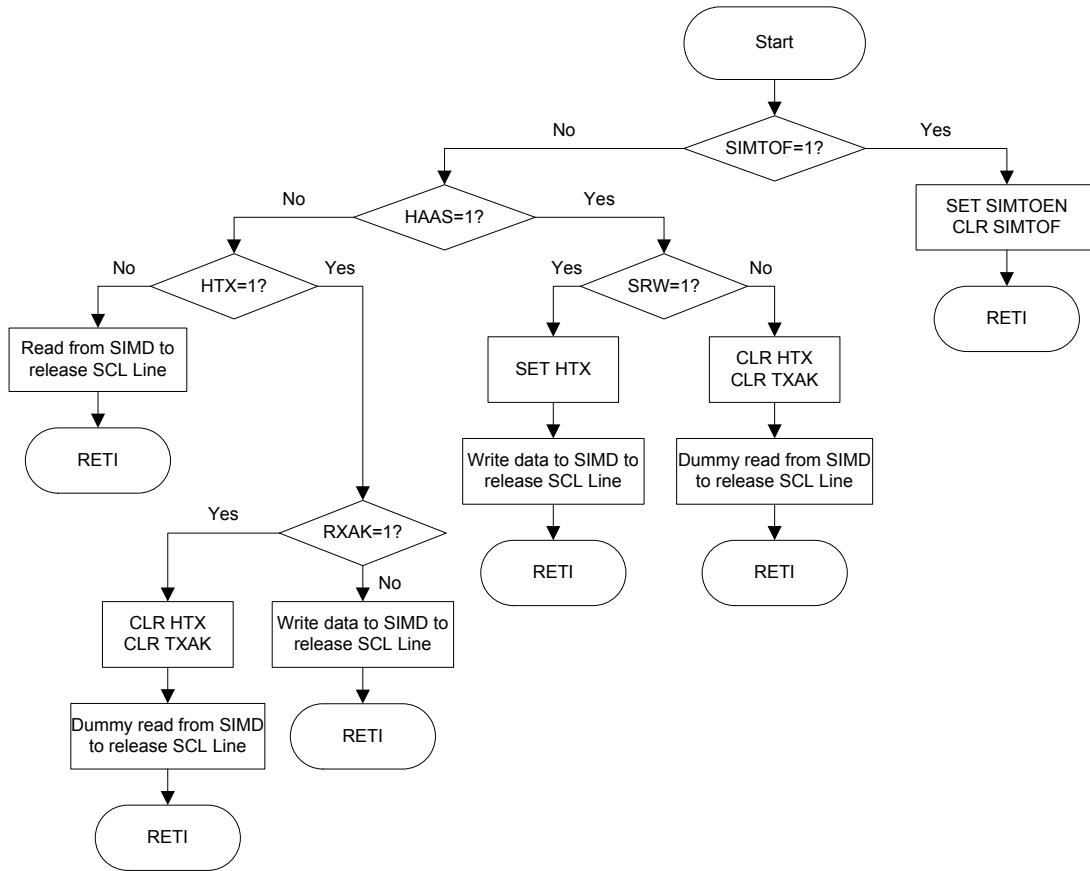 Start
No
Yes
SIMTOF=1?
No
HAAS=1?
Yes
SET SIMTOEN
CLR SIMTOF
No
HTX=1?
Yes
Yes
SRW=1?
No
RETI
Read from SIMD to
release SCL Line
SET HTX
CLR HTX
CLR TXAK
RETI
Write data to SIMD to
release SCL Line
Dummy read from SIMD
to release SCL Line
Yes
RXAK=1?
No
RETI
RETI
CLR HTX
CLR TXAK
Write data to SIMD to
release SCL Line
Dummy read from SIMD
to release SCL Line
RETI
RETI